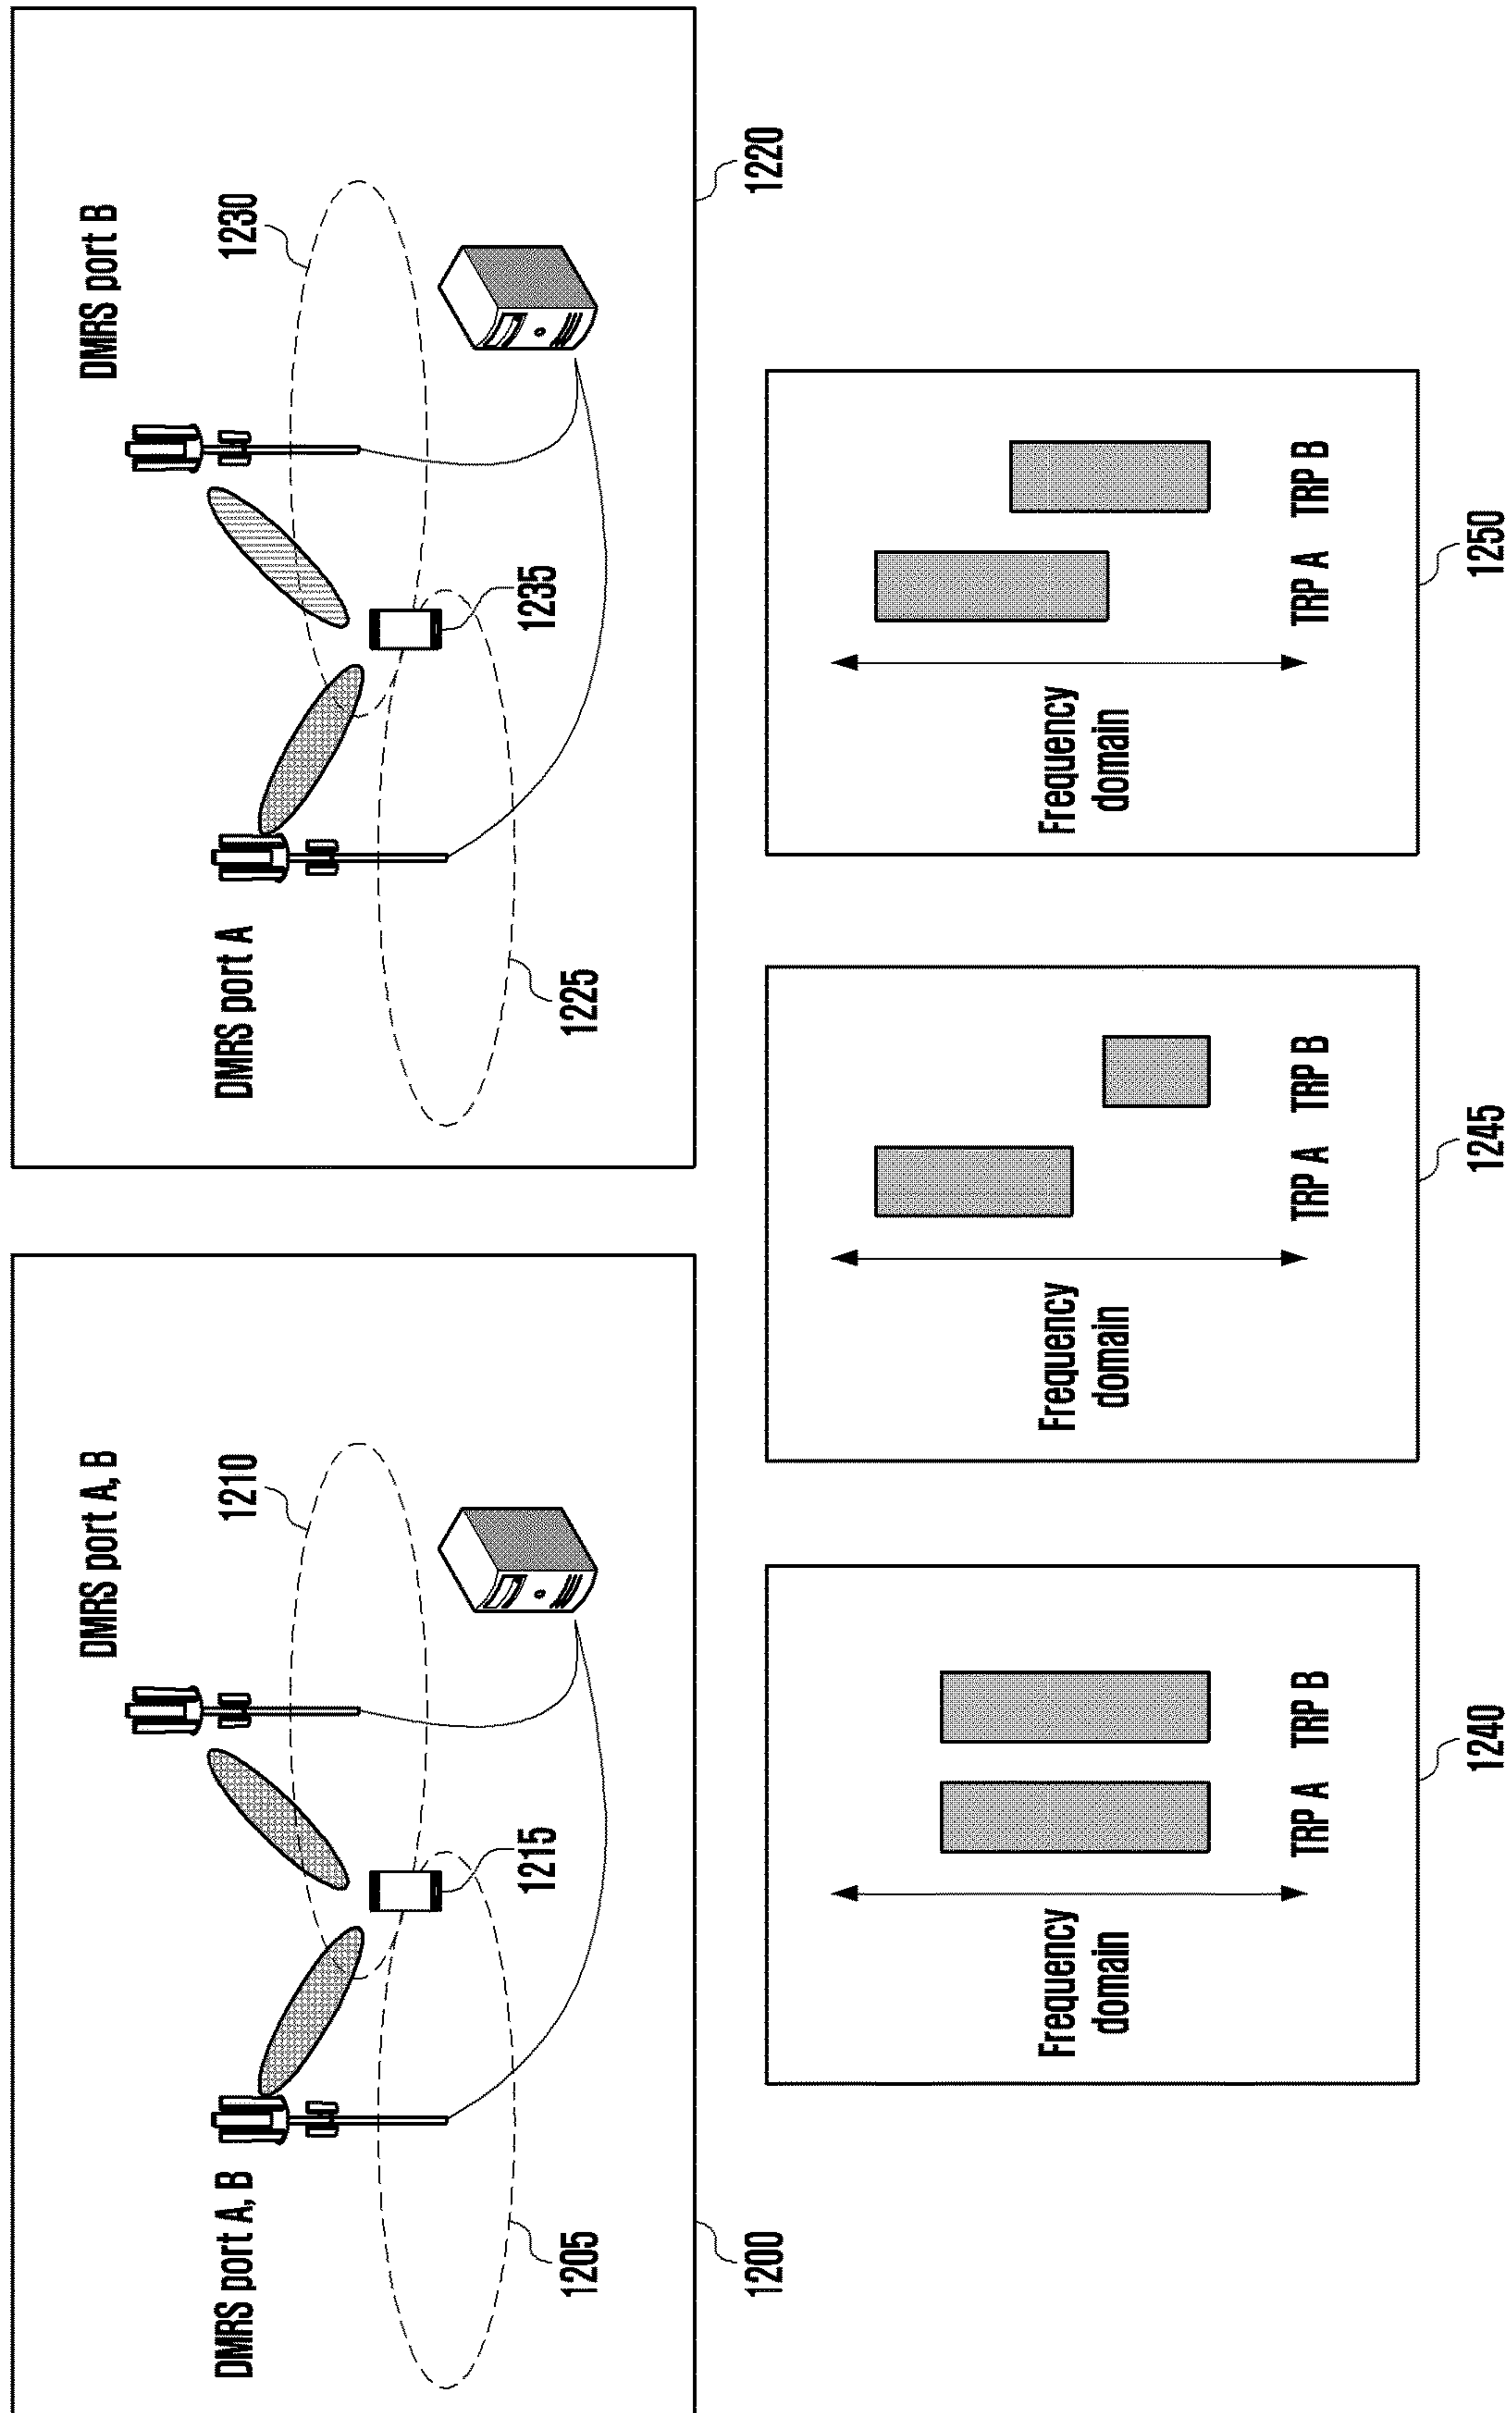 DMRS port A, B
DMRS port A, B
1210
1215
1205
1200
DMRS port A
DMRS port B
1230
1235
1225
1220
Frequency
domain
TRP A
TRP B
1240
Frequency
domain
TRP A
TRP B
1245
Frequency
domain
TRP A
TRP B
1250